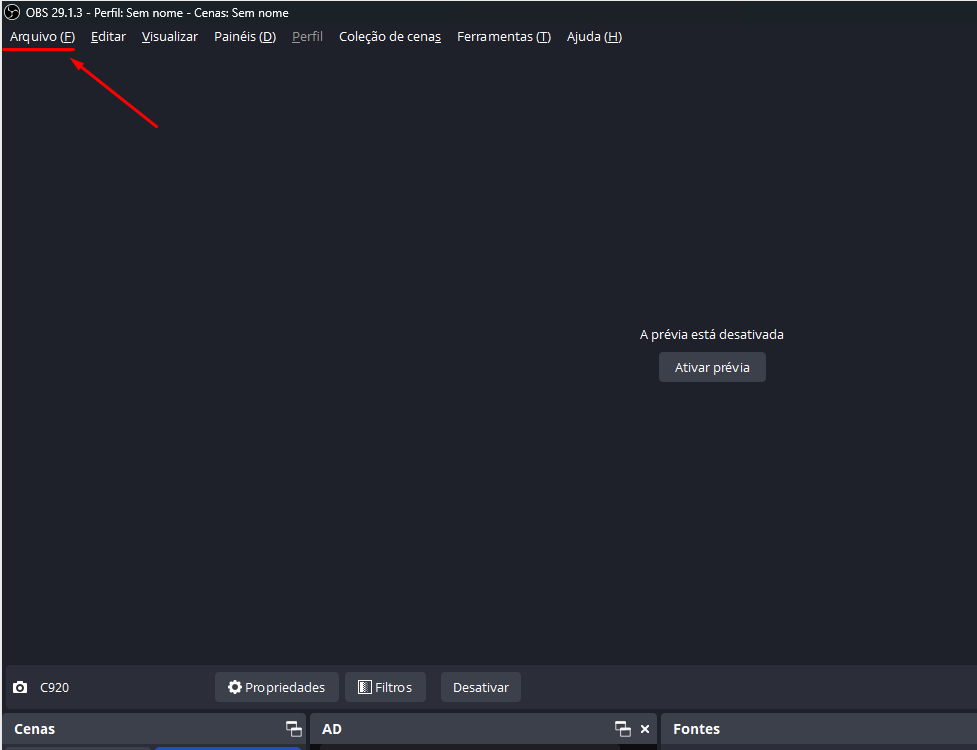 OBS 29.1.3 - Perfil: Sem nome - Cenas: Sem nome
Arquivo (F) Editar Visualizar Painéis (D) Perfil Coleção de cenas Ferramentas (T) Ajuda (H)
A prévia está desativada
Ativar prévia
C920 Propriedades Filtros Desativar
Cenas AD Fontes